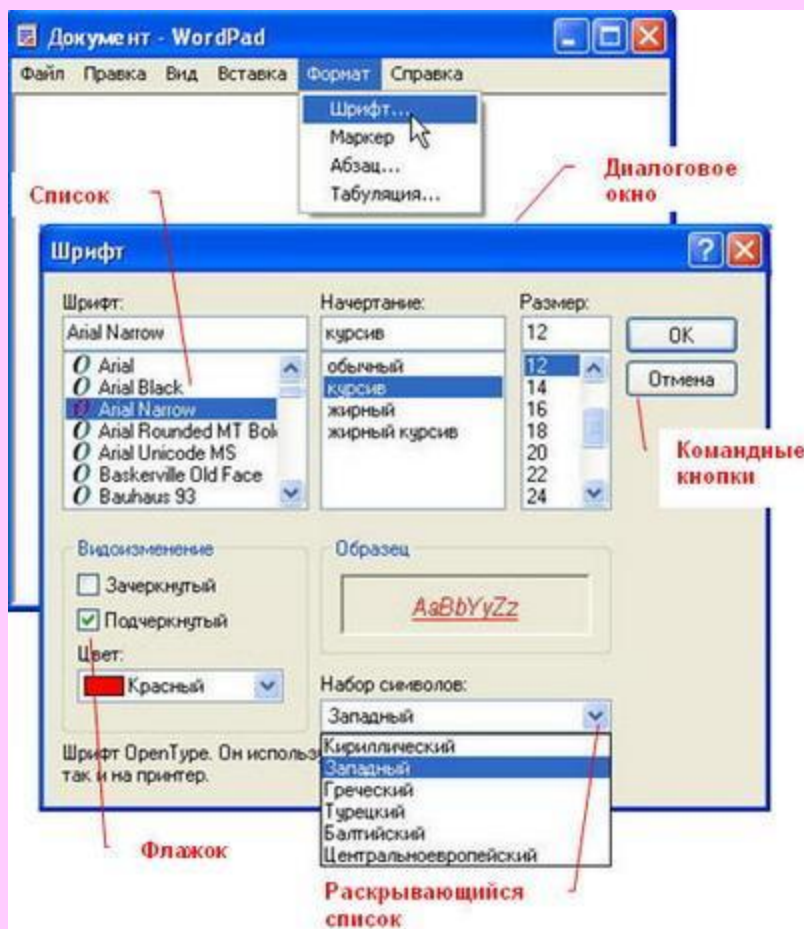 Документ - WordPad
Файл Правка Вид Вставка Формат Справка
Шрифт...
Маркер
Абзац...
Табуляция...
Диалоговое
окно
Список
Шрифт
Шрифт: Начертание: Размер:
Arial Narrow курсив 12 OK
Arial обычный 12
Arial Black курсив 14 Отмена
Arial Narrow жирный 16
Arial Rounded MT Bol жирный курсив 18
Arial Unicode MS 20
Baskerville Old Face 22
Bauhaus 93 24
Командные
кнопки
Видоизменение Образец
Зачеркнутый
Подчеркнутый
AaBbYyZz
Цвет:
Красный
Набор символов:
Западный
Шрифт OpenType. Он использ
так и на принтер.
Кириллический
Западный
Греческий
Турецкий
Балтийский
Центральноевропейский
Флажок
Раскрывающийся
список